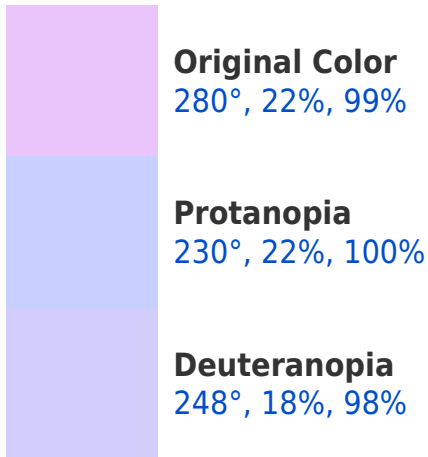 Original Color
280°, 22%, 99%
Protanopia
230°, 22%, 100%
Deuteranopia
248°, 18%, 98%